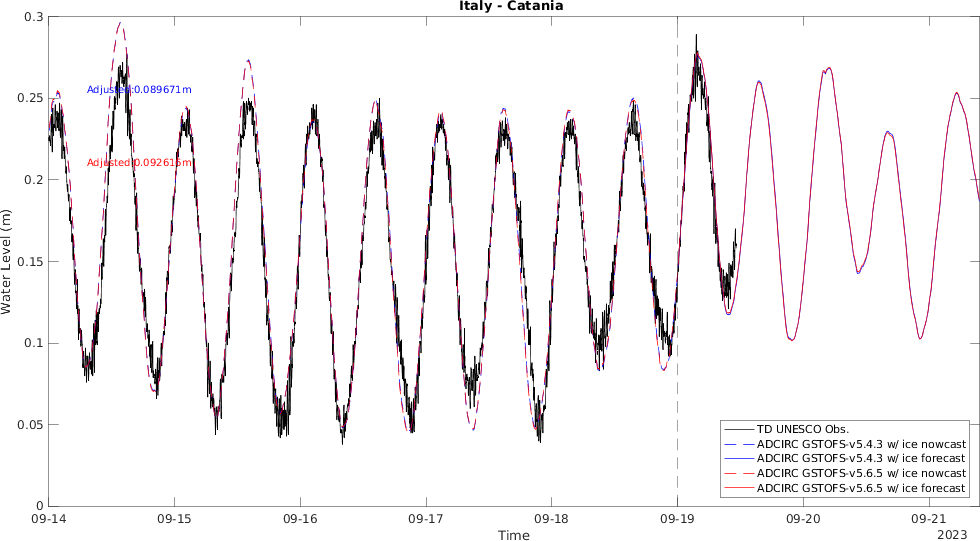 Italy - Catania
0.3
0.25
0.2
0.15
0.1
0.05
0
Water Level (m)
Adjusted:0.089671m
Adjusted:0.092615m
TD UNESCO Obs.
ADCIRC GSTOFS-v5.4.3 w/ ice nowcast
ADCIRC GSTOFS-v5.4.3 w/ ice forecast
ADCIRC GSTOFS-v5.6.5 w/ ice nowcast
ADCIRC GSTOFS-v5.6.5 w/ ice forecast
09-14 09-15 09-16 09-17 09-18 09-19 09-20 09-21
Time
2023